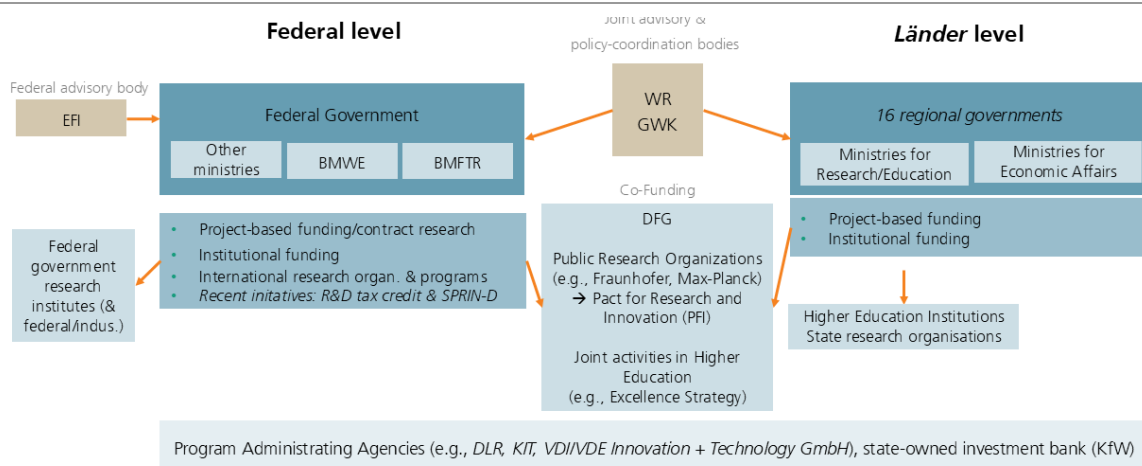 Federal level
Joint advisory &
policy-coordination bodies
Länder level
Federal advisory body
EFI
Federal Government
Other
ministries
BMWE
BMFTR
WR
GWK
16 regional governments
Ministries for
Research/Education
Ministries for
Economic Affairs
Federal
government
research
institutes (&
federal/indus.)
• Project-based funding/contract research
• Institutional funding
• International research organ. & programs
• Recent initatives: R&D tax credit & SPRIN-D
Co-Funding
DFG
Public Research Organizations
(e.g., Fraunhofer, Max-Planck)
→ Pact for Research and
Innovation (PFI)
Joint activities in Higher
Education
(e.g., Excellence Strategy)
• Project-based funding
• Institutional funding
Higher Education Institutions
State research organisations
Program Administrating Agencies (e.g., DLR, KIT, VDI/VDE Innovation + Technology GmbH), state-owned investment bank (KfW)